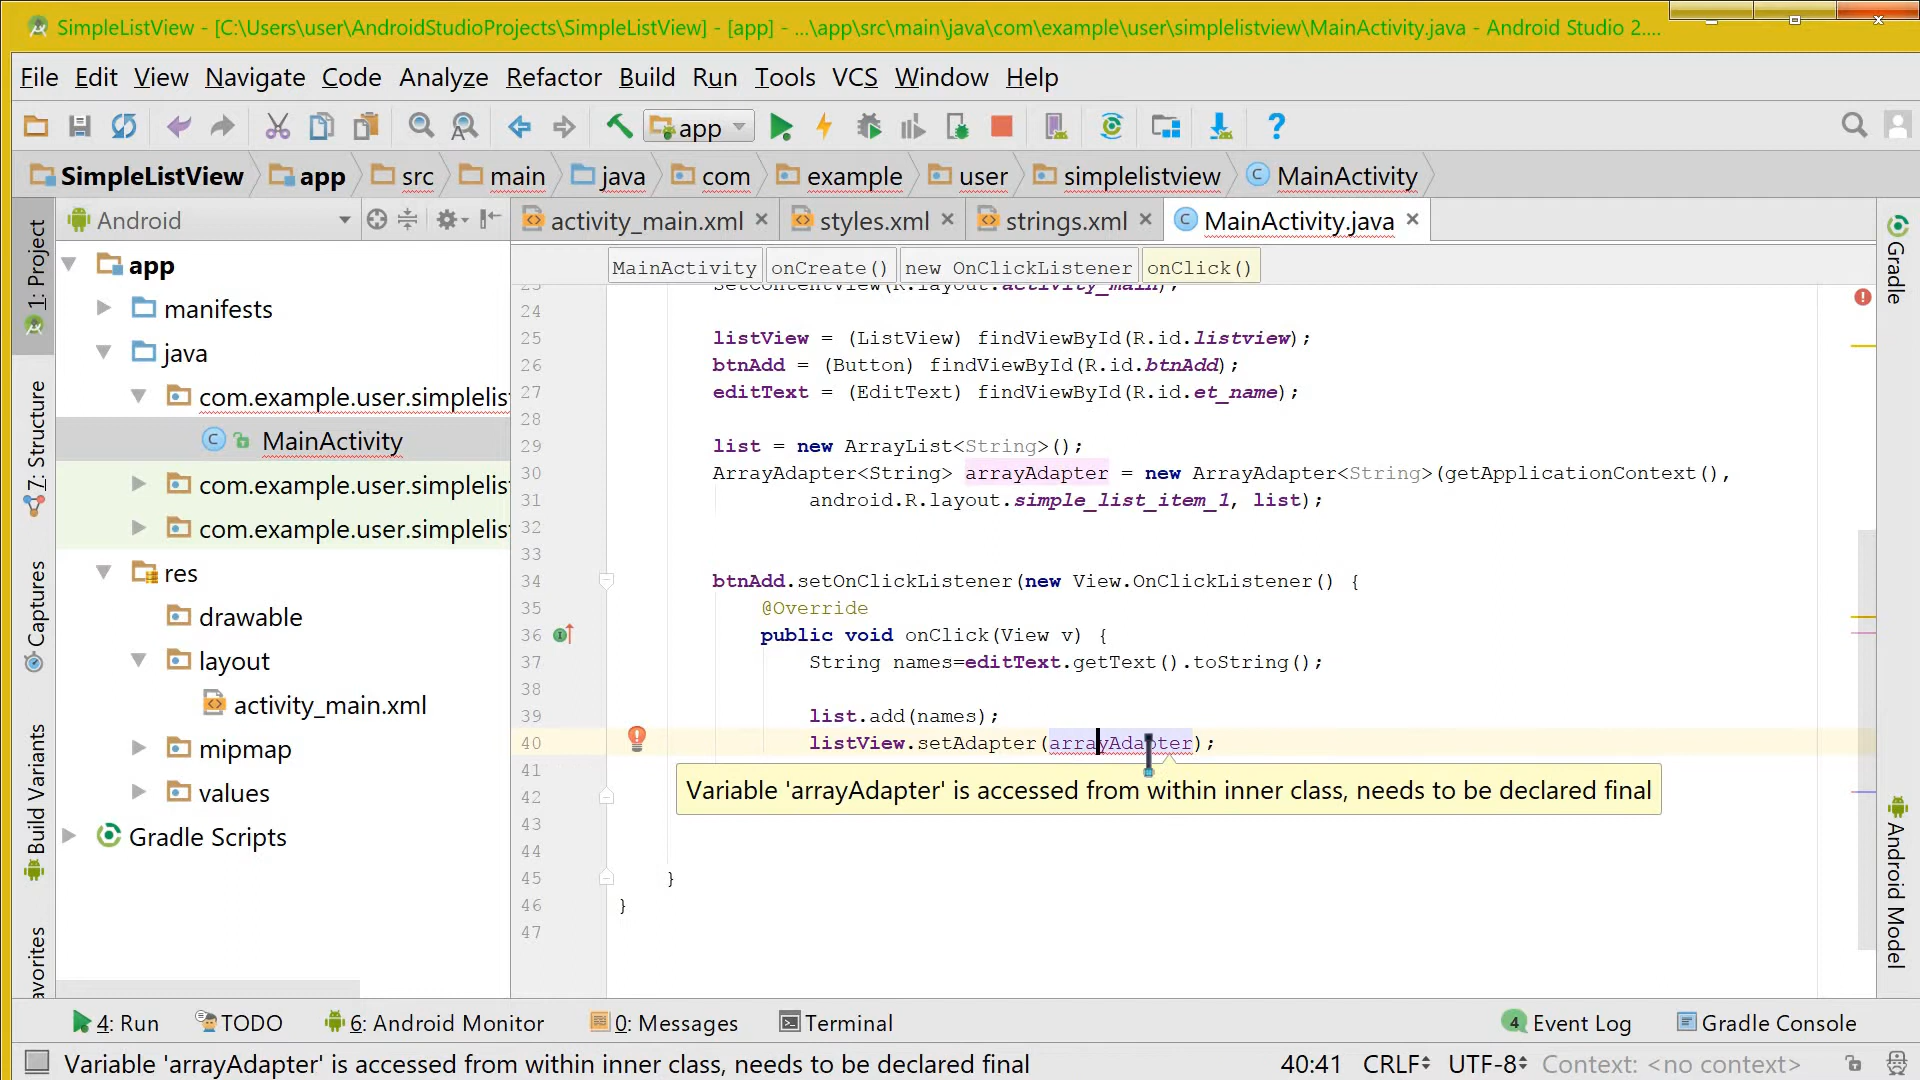 SimpleListView - [C:\Users\user\AndroidStudioProjects\SimpleListView] - [app] - ...\app\src\main\java\com\example\user\simplelistview\MainActivity.java - Android Studio 2....
File Edit View Navigate Code Analyze Refactor Build Run Tools VCS Window Help
app
SimpleListView app src main java com example user simplelistview MainActivity
Android
activity_main.xml styles.xml strings.xml MainActivity.java
MainActivity onCreate() new OnClickListener onClick()
1: Project
7: Structure
Captures
Build Variants
avorites
app
manifests
java
com.example.user.simplelis
MainActivity
com.example.user.simplelis
com.example.user.simplelis
res
drawable
layout
activity_main.xml
mipmap
values
Gradle Scripts
23 setContentView(R.layout.activity_main);
24
25 listView = (ListView) findViewById(R.id.listview);
26 btnAdd = (Button) findViewById(R.id.btnAdd);
27 editText = (EditText) findViewById(R.id.et_name);
28
29 list = new ArrayList<String>();
30 ArrayAdapter<String> arrayAdapter = new ArrayAdapter<String>(getApplicationContext(),
31 android.R.layout.simple_list_item_1, list);
32
33
34 btnAdd.setOnClickListener(new View.OnClickListener() {
35 @Override
36 public void onClick(View v) {
37 String names=editText.getText().toString();
38
39 list.add(names);
40 listView.setAdapter(arrayAdapter);
41
Variable 'arrayAdapter' is accessed from within inner class, needs to be declared final
42
43
44
45 }
46 }
47
Gradle
Android Model
4: Run TODO 6: Android Monitor 0: Messages Terminal 4 Event Log Gradle Console
Variable 'arrayAdapter' is accessed from within inner class, needs to be declared final 40:41 CRLF UTF-8 Context: <no context>